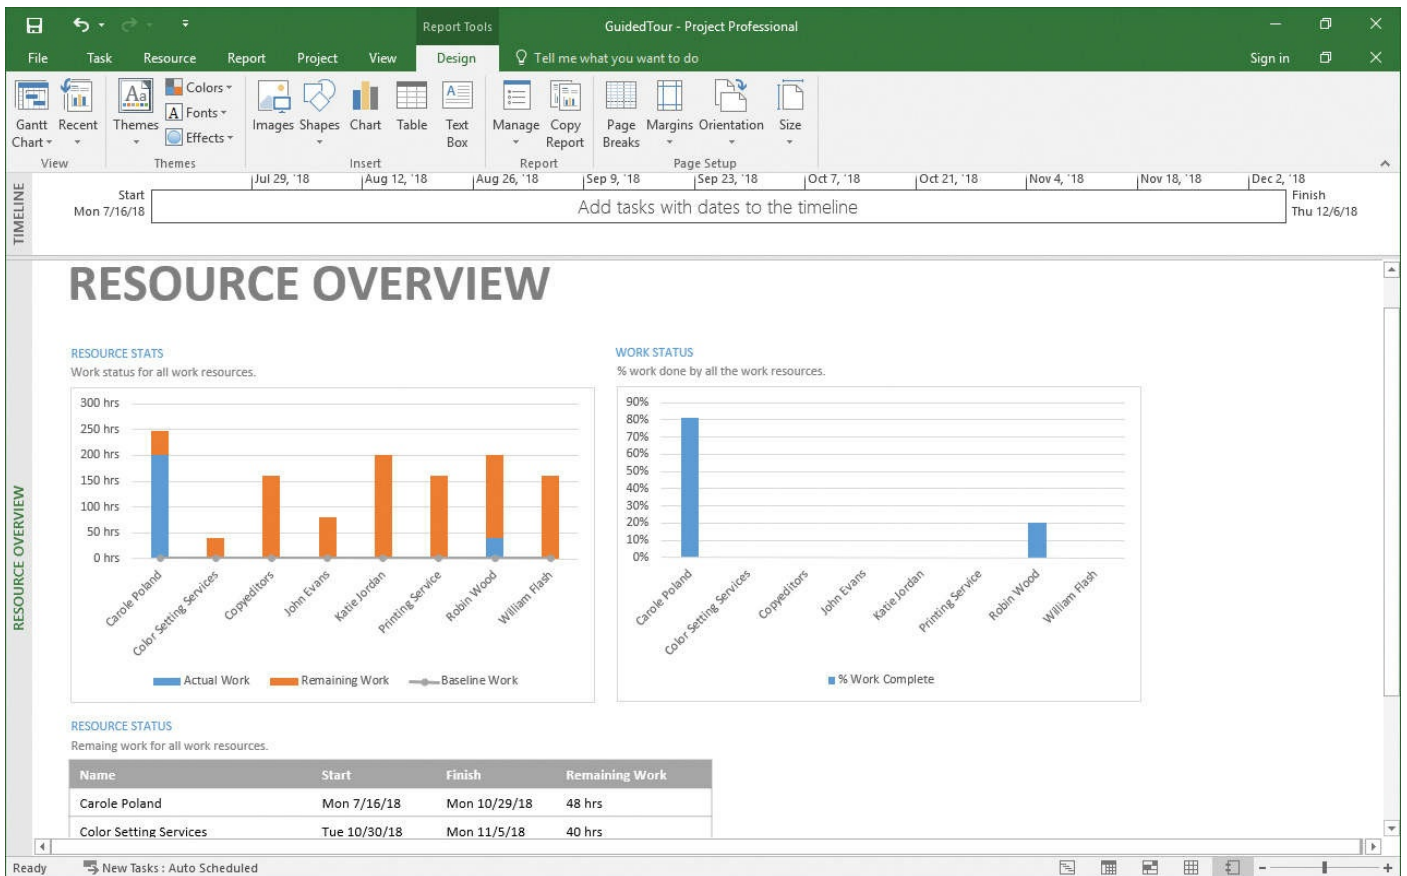 Report Tools
GuidedTour - Project Professional
File Task Resource Report Project View Design Tell me what you want to do Sign in
Gantt Chart
Recent
View
Aa
Themes
Colors
A Fonts
Effects
Themes
Images
Shapes
Chart
Table
A
Text Box
Insert
Manage
Copy Report
Report
Page Breaks
Margins
Orientation
Size
Page Setup
TIMELINE
Jul 29, '18 Aug 12, '18 Aug 26, '18 Sep 9, '18 Sep 23, '18 Oct 7, '18 Oct 21, '18 Nov 4, '18 Nov 18, '18 Dec 2, '18
Start
Mon 7/16/18
Add tasks with dates to the timeline
Finish
Thu 12/6/18
RESOURCE OVERVIEW
RESOURCE OVERVIEW
RESOURCE STATS
Work status for all work resources.
300 hrs
250 hrs
200 hrs
150 hrs
100 hrs
50 hrs
0 hrs
Carole Poland
Color Setting Services
Copyeditors
John Evans
Katie Jordan
Printing Service
Robin Wood
William Flash
Actual Work Remaining Work Baseline Work
WORK STATUS
% work done by all the work resources.
90%
80%
70%
60%
50%
40%
30%
20%
10%
0%
Carole Poland
Color Setting Services
Copyeditors
John Evans
Katie Jordan
Printing Service
Robin Wood
William Flash
% Work Complete
RESOURCE STATUS
Remaing work for all work resources.
Name Start Finish Remaining Work
Carole Poland Mon 7/16/18 Mon 10/29/18 48 hrs
Color Setting Services Tue 10/30/18 Mon 11/5/18 40 hrs
Ready New Tasks : Auto Scheduled